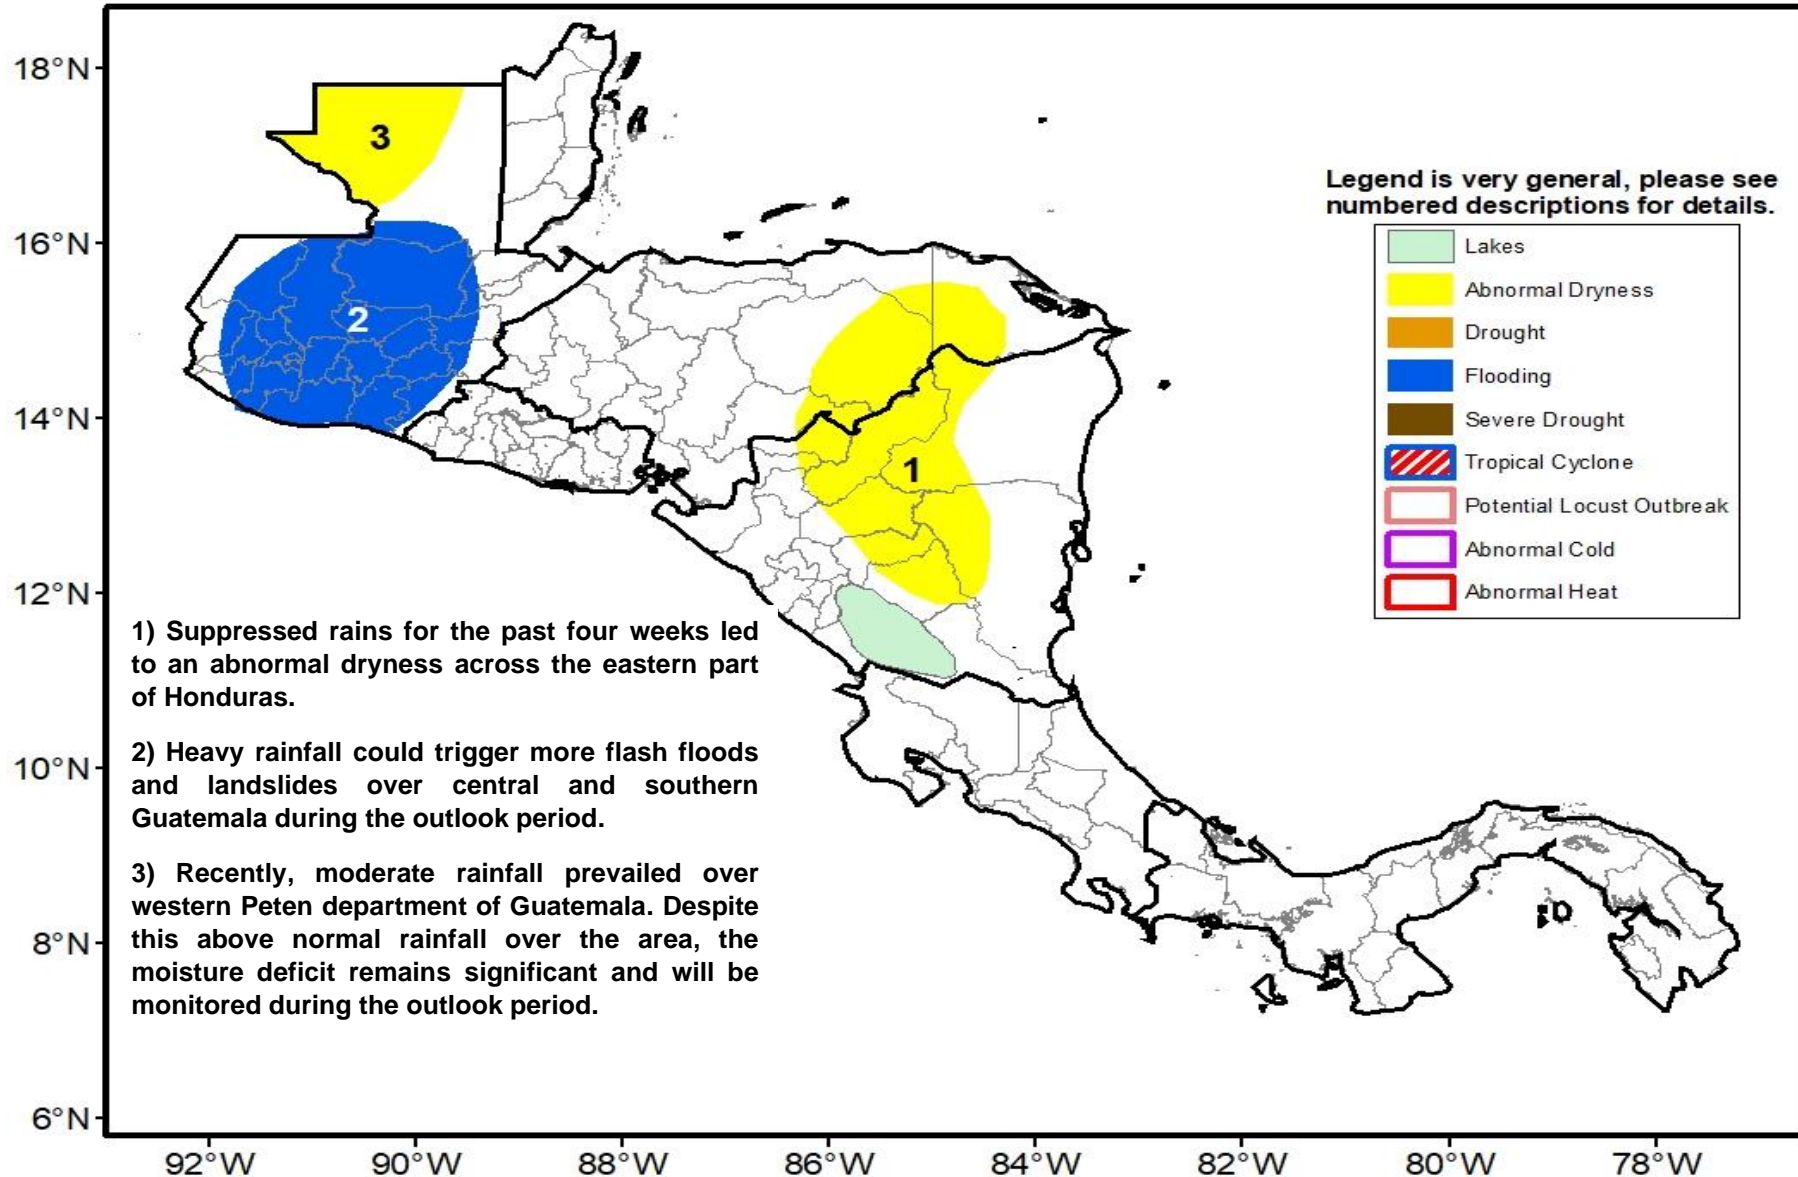 18°N
16°N
14°N
12°N
10°N
8°N
6°N
92°W
90°W
88°W
86°W
84°W
82°W
80°W
78°W
3
2
1
Legend is very general, please see
numbered descriptions for details.
Lakes
Abnormal Dryness
Drought
Flooding
Severe Drought
Tropical Cyclone
Potential Locust Outbreak
Abnormal Cold
Abnormal Heat
1) Suppressed rains for the past four weeks led
to an abnormal dryness across the eastern part
of Honduras.
2) Heavy rainfall could trigger more flash floods
and landslides over central and southern
Guatemala during the outlook period.
3) Recently, moderate rainfall prevailed over
western Peten department of Guatemala. Despite
this above normal rainfall over the area, the
moisture deficit remains significant and will be
monitored during the outlook period.